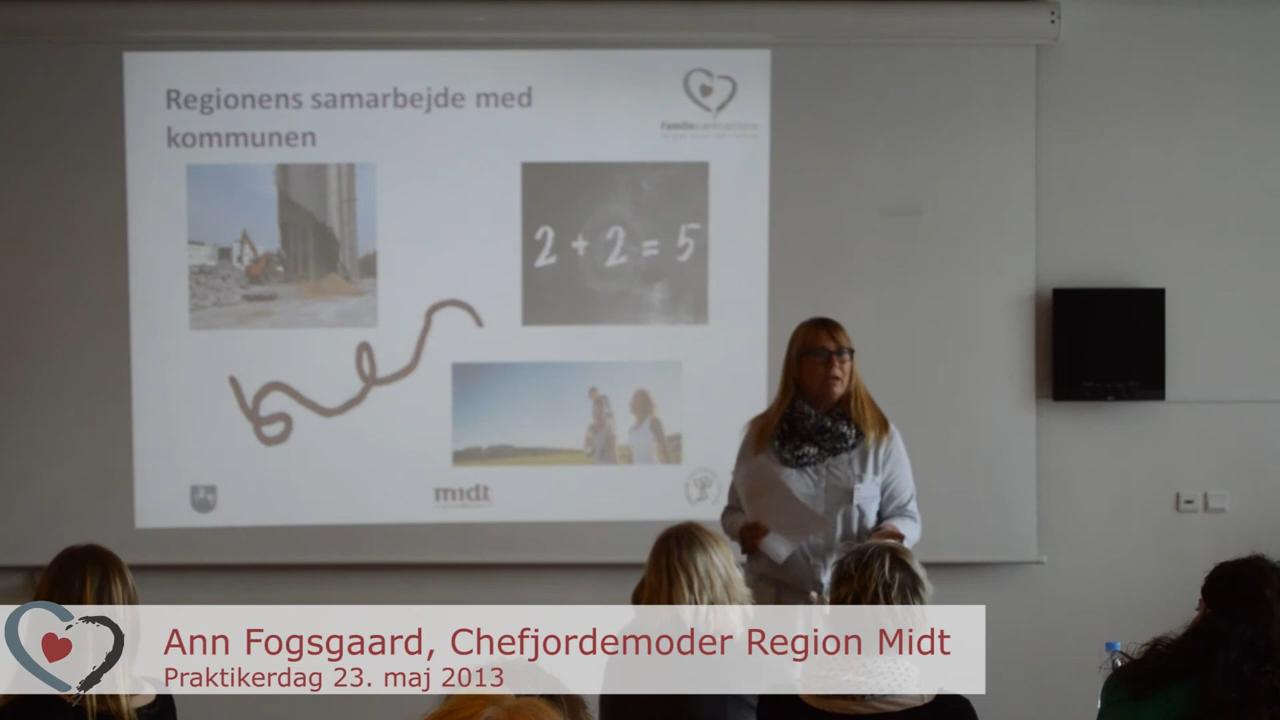 Regionens samarbejde med
kommunen
2 + 2 = 5
midt
Ann Fogsgaard, Chefjordemoder Region Midt
Praktikerdag 23. maj 2013